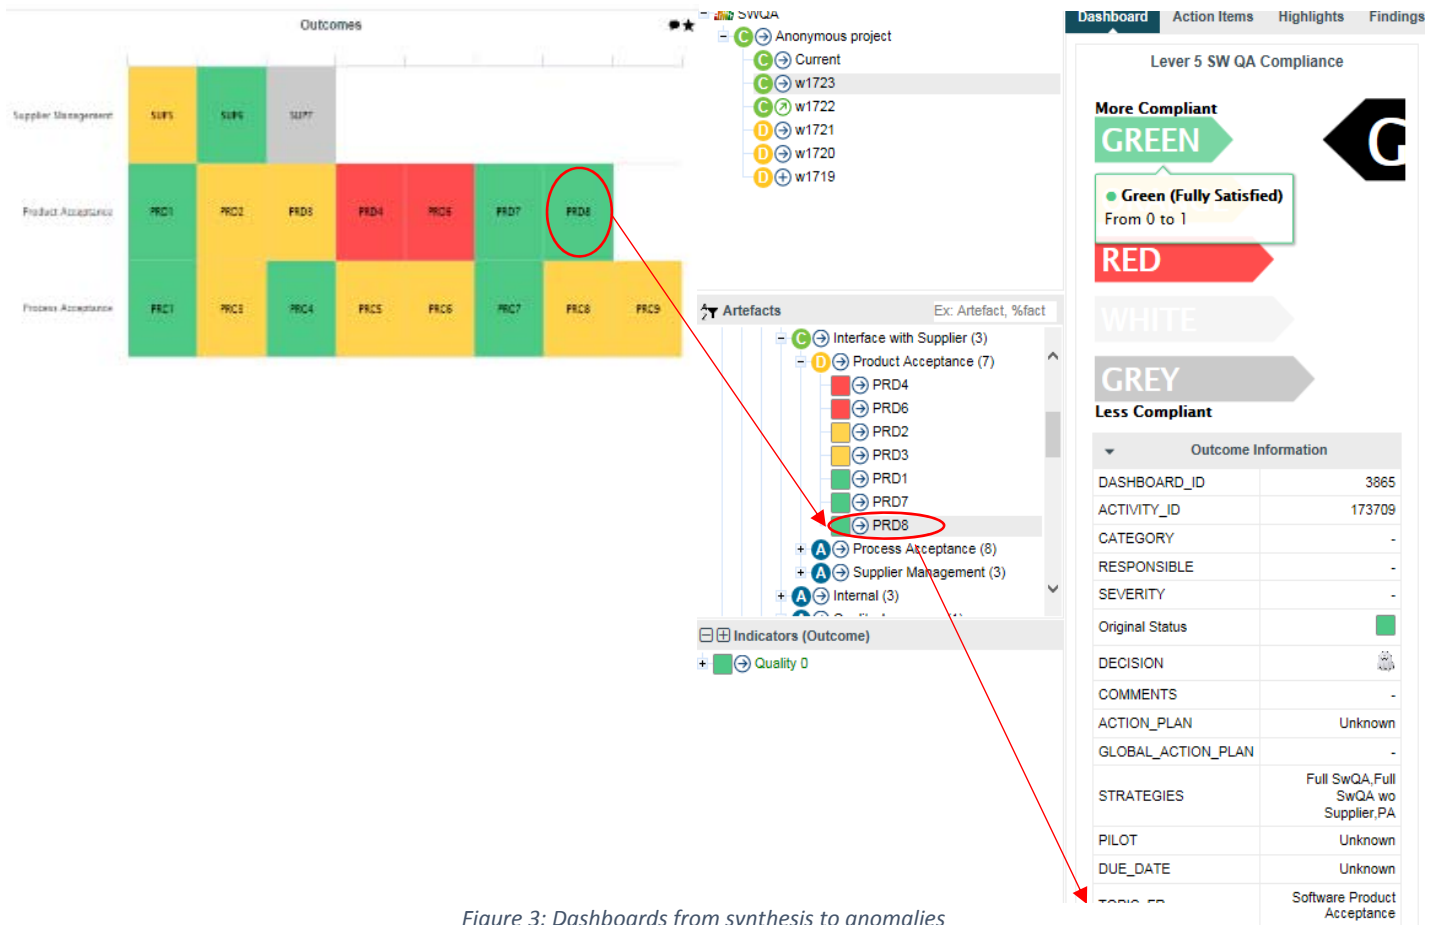 Outcomes
Supplier Management
SUP5 SUP6 SUP7
Product Acceptance
PRD1 PRD2 PRD3 PRD4 PRD6 PRD7 PRD8
Process Acceptance
PRC1 PRC3 PRC4 PRC5 PRC6 PRC7 PRC8 PRC9
SWQA
C Anonymous project
C Current
C w1723
C w1722
D w1721
D w1720
D w1719
Artefacts Ex: Artefact, %fact
C Interface with Supplier (3)
D Product Acceptance (7)
PRD4
PRD6
PRD2
PRD3
PRD1
PRD7
PRD8
A Process Acceptance (8)
A Supplier Management (3)
A Internal (3)
Indicators (Outcome)
Quality 0
Dashboard Action Items Highlights Findings
Lever 5 SW QA Compliance
More Compliant
GREEN
G
Green (Fully Satisfied)
From 0 to 1
RED
WHITE
GREY
Less Compliant
Outcome Information
DASHBOARD_ID 3865
ACTIVITY_ID 173709
CATEGORY -
RESPONSIBLE -
SEVERITY -
Original Status
DECISION
COMMENTS -
ACTION_PLAN Unknown
GLOBAL_ACTION_PLAN -
STRATEGIES Full SwQA,Full
SwQA wo
Supplier,PA
PILOT Unknown
DUE_DATE Unknown
Software Product
Acceptance
Figure 3: Dashboards from synthesis to anomalies